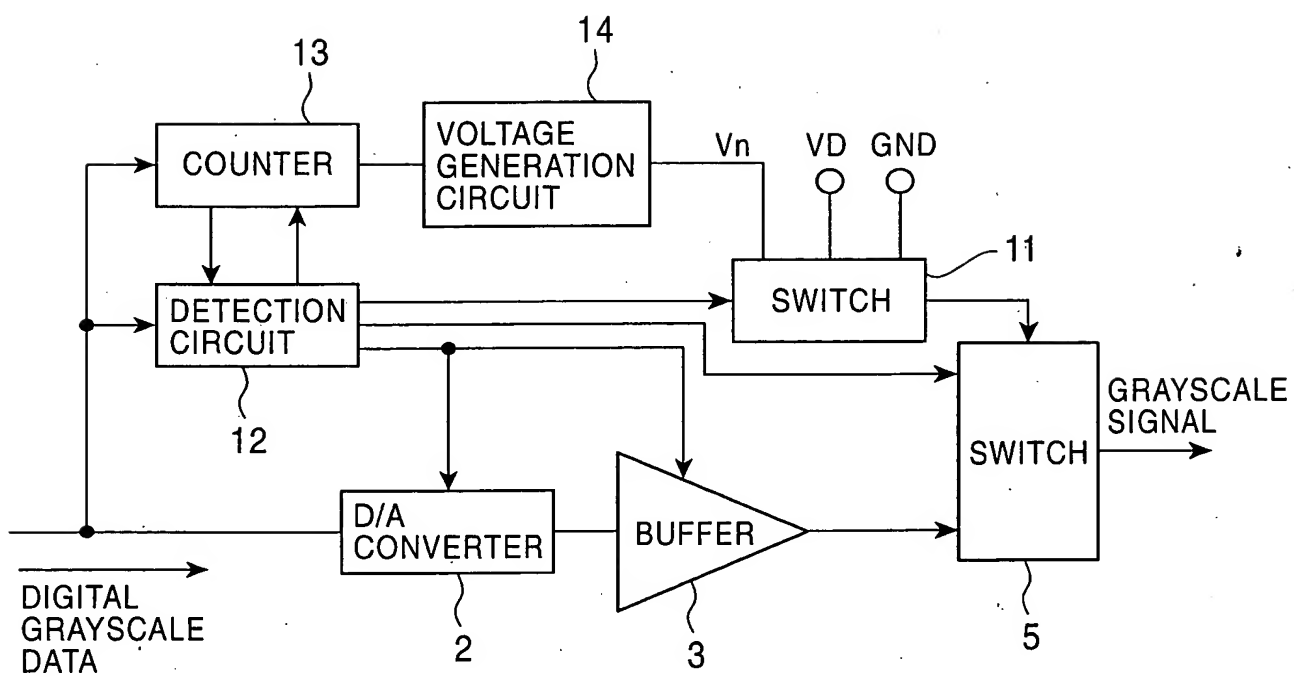 14
13
VOLTAGE
GENERATION
CIRCUIT
COUNTER
Vn
VD
GND
11
SWITCH
DETECTION
CIRCUIT
12
GRAYSCALE
SIGNAL
SWITCH
D/A
CONVERTER
BUFFER
DIGITAL
GRAYSCALE
DATA
2
3
5